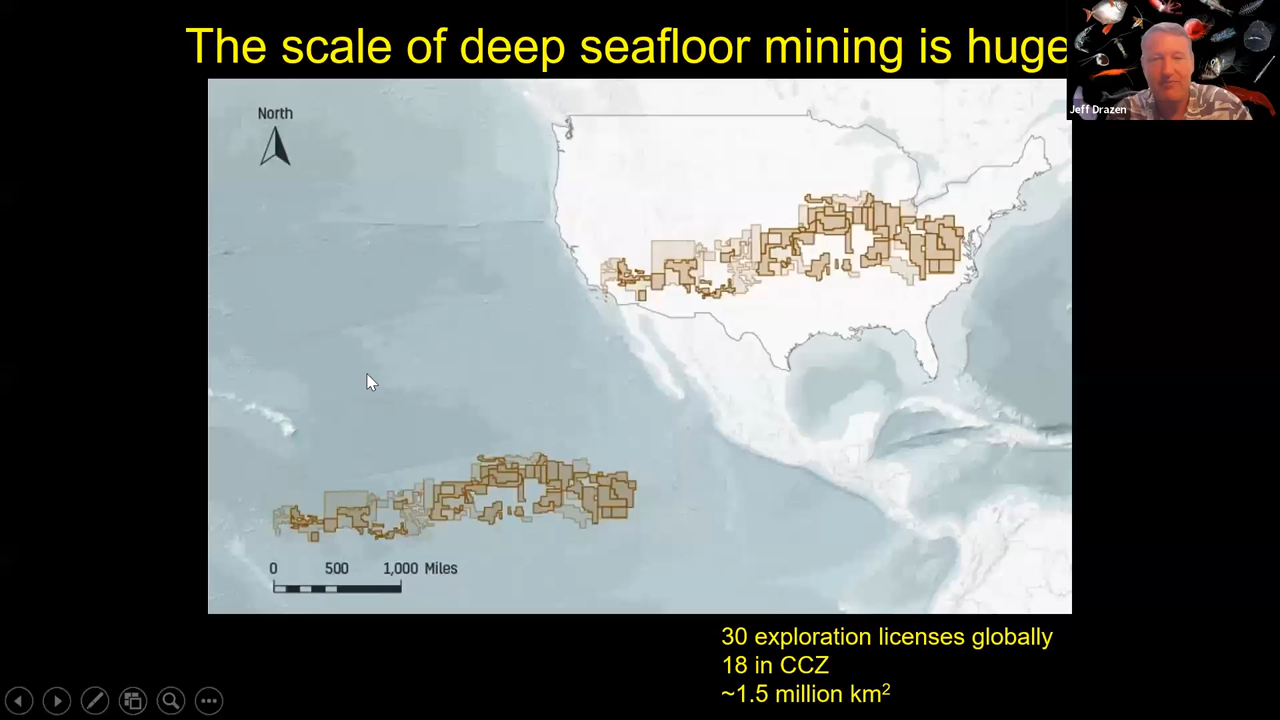 The scale of deep seafloor mining is huge
Jeff Drazen
North
0 500 1,000 Miles
30 exploration licenses globally
18 in CCZ
~1.5 million km²